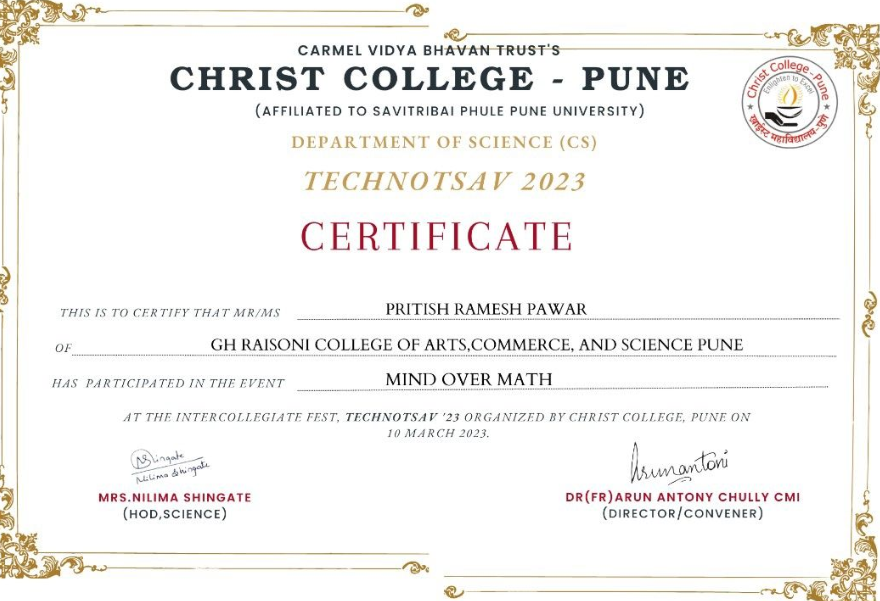 CARMEL VIDYA BHAVAN TRUST'S
CHRIST COLLEGE - PUNE
(AFFILIATED TO SAVITRIBAI PHULE PUNE UNIVERSITY)
Christ College - Pune
Enlighten to Excel
ख्राईस्ट महाविद्यालय-पुणे
DEPARTMENT OF SCIENCE (CS)
TECHNOTSAV 2023
CERTIFICATE
THIS IS TO CERTIFY THAT MR/MS PRITISH RAMESH PAWAR
OF GH RAISONI COLLEGE OF ARTS,COMMERCE, AND SCIENCE PUNE
HAS PARTICIPATED IN THE EVENT MIND OVER MATH
AT THE INTERCOLLEGIATE FEST, TECHNOTSAV '23 ORGANIZED BY CHRIST COLLEGE, PUNE ON
10 MARCH 2023.
NShingate
Nilima Shingate
Arunantoni
MRS.NILIMA SHINGATE
(HOD,SCIENCE)
DR(FR)ARUN ANTONY CHULLY CMI
(DIRECTOR/CONVENER)